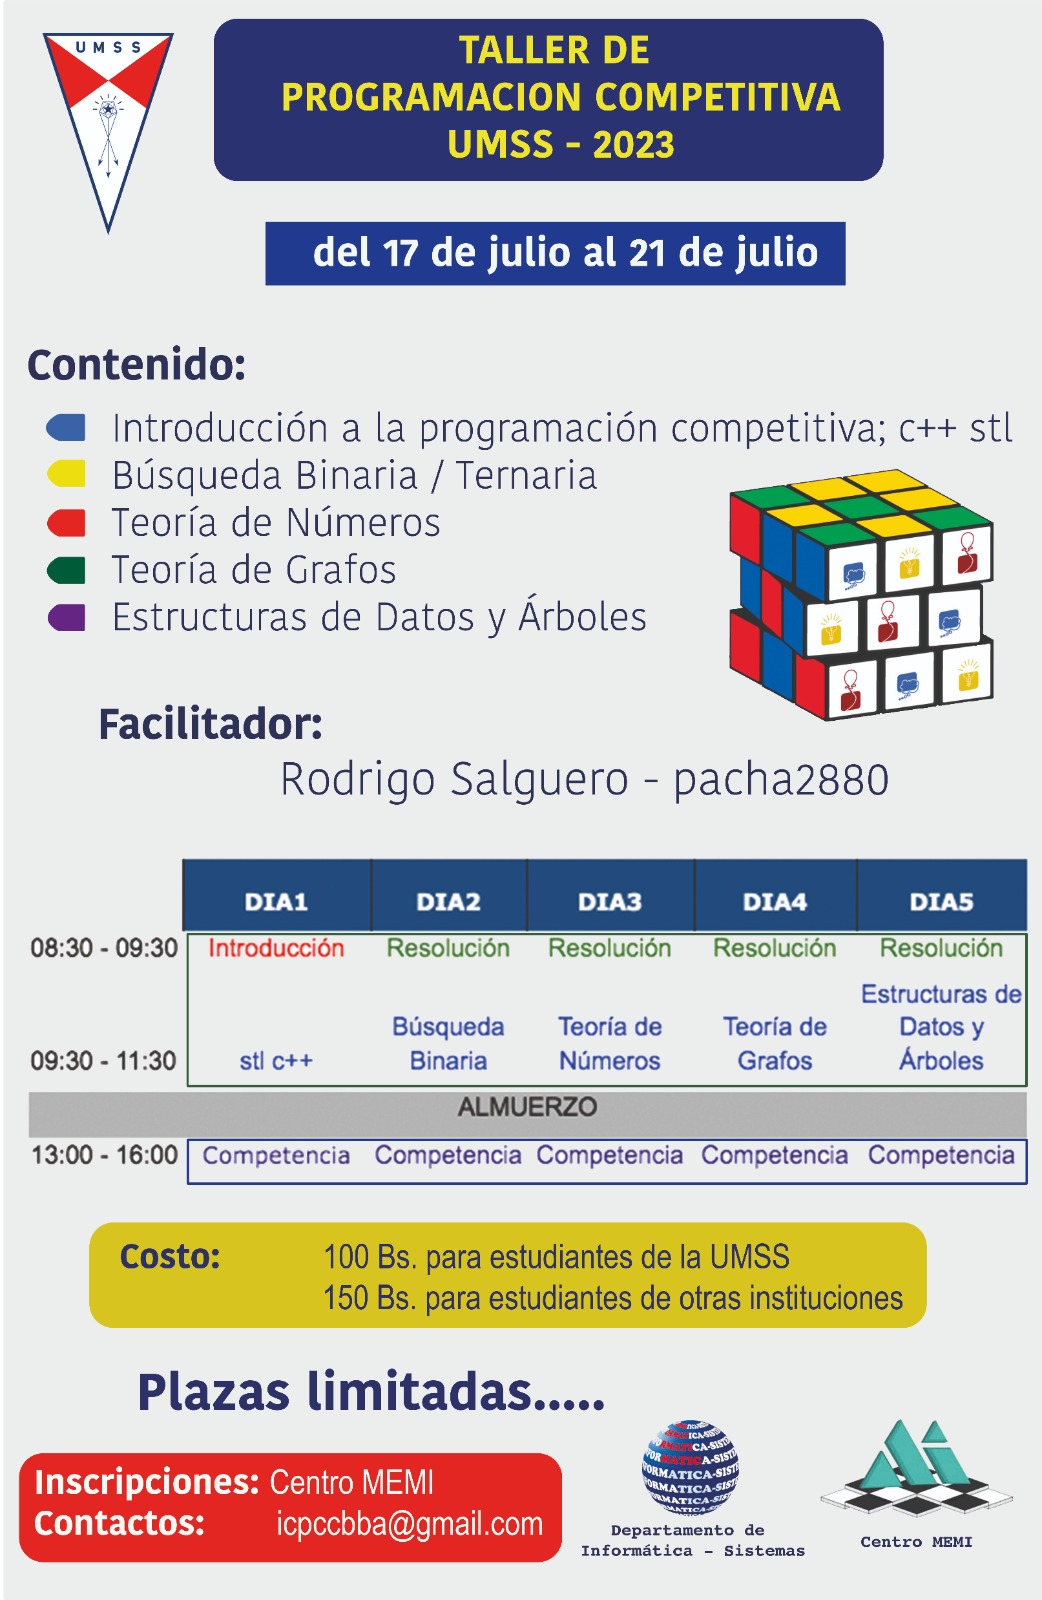 UMSS
TALLER DE
PROGRAMACION COMPETITIVA
UMSS - 2023
del 17 de julio al 21 de julio
Contenido:
Introducción a la programación competitiva; c++ stl
Búsqueda Binaria / Ternaria
Teoría de Números
Teoría de Grafos
Estructuras de Datos y Árboles
Facilitador:
Rodrigo Salguero - pacha2880
DIA1 DIA2 DIA3 DIA4 DIA5
08:30 - 09:30 Introducción Resolución Resolución Resolución Resolución
Estructuras de
Búsqueda Teoría de Teoría de Datos y
09:30 - 11:30 stl c++ Binaria Números Grafos Árboles
ALMUERZO
13:00 - 16:00 Competencia Competencia Competencia Competencia Competencia
Costo: 100 Bs. para estudiantes de la UMSS
150 Bs. para estudiantes de otras instituciones
Plazas limitadas.....
Inscripciones: Centro MEMI
Contactos: icpccbba@gmail.com
Departamento de
Informática - Sistemas
Centro MEMI